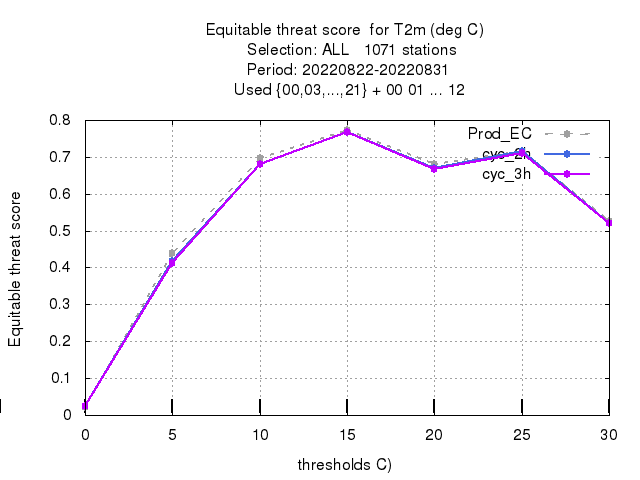 Equitable threat score  for T2m (deg C)
Selection: ALL   1071 stations
Period: 20220822-20220831
Used {00,03,...,21} + 00 01 ... 12
Equitable threat score
0.8
0.7
0.6
0.5
0.4
0.3
0.2
0.1
0
0 5 10 15 20 25 30
thresholds C)
Prod_EC
cyc_2h
cyc_3h